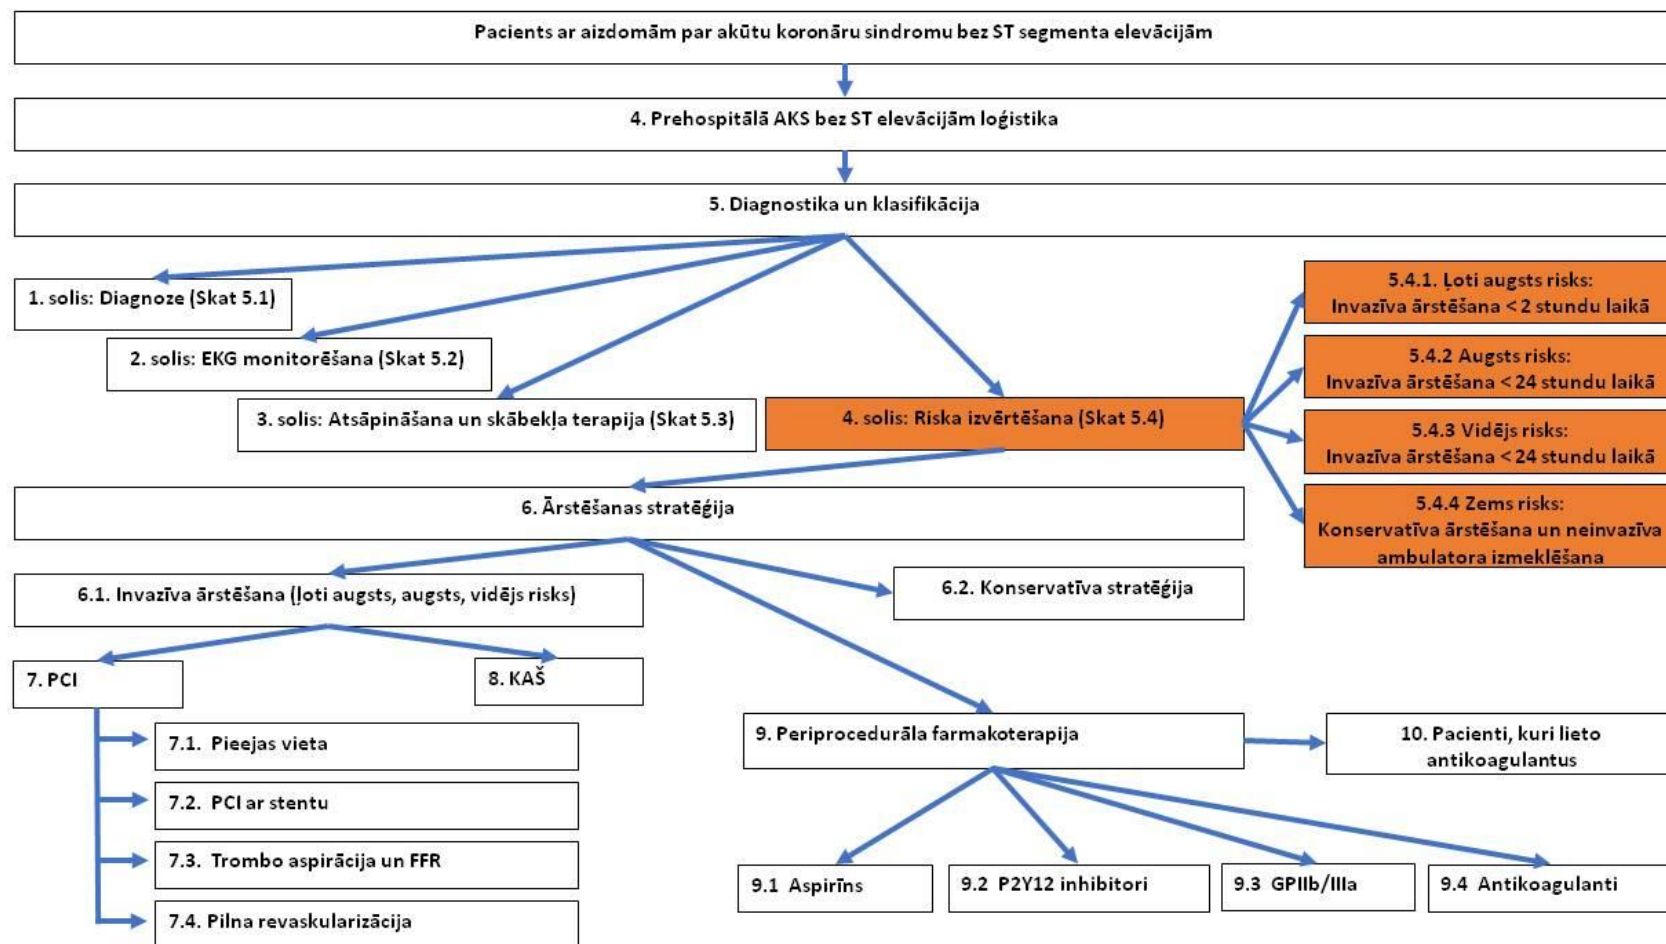 Pacients ar aizdomām par akūtu koronāru sindromu bez ST segmenta elevācijām
4. Prehospitālā AKS bez ST elevācijām loģistika
5. Diagnostika un klasifikācija
1. solis: Diagnoze (Skat 5.1)
2. solis: EKG monitorēšana (Skat 5.2)
3. solis: Atsāpināšana un skābekļa terapija (Skat 5.3)
4. solis: Riska izvērtēšana (Skat 5.4)
5.4.1. Ļoti augsts risks:
Invazīva ārstēšana < 2 stundu laikā
5.4.2 Augsts risks:
Invazīva ārstēšana < 24 stundu laikā
5.4.3 Vidējs risks:
Invazīva ārstēšana < 24 stundu laikā
5.4.4 Zems risks:
Konservatīva ārstēšana un neinvazīva
ambulatora izmeklēšana
6. Ārstēšanas stratēģija
6.1. Invazīva ārstēšana (ļoti augsts, augsts, vidējs risks)
6.2. Konservatīva stratēģija
7. PCI
8. KAŠ
7.1. Pieejas vieta
7.2. PCI ar stentu
7.3. Trombo aspirācija un FFR
7.4. Pilna revaskularizācija
9. Periprocedurāla farmakoterapija
10. Pacienti, kuri lieto
antikoagulantus
9.1 Aspirīns
9.2 P2Y12 inhibitori
9.3 GPIIb/IIIa
9.4 Antikoagulanti